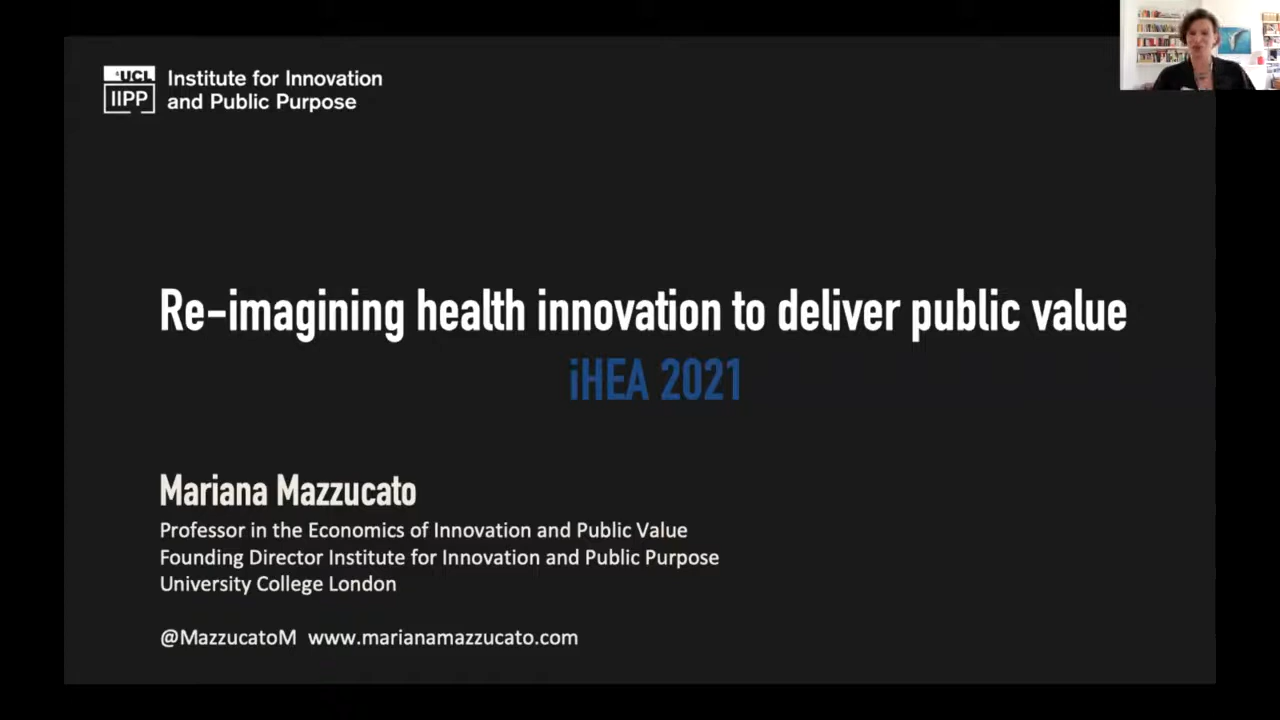 UCL
IIPP
Institute for Innovation
and Public Purpose
Re-imagining health innovation to deliver public value
iHEA 2021
Mariana Mazzucato
Professor in the Economics of Innovation and Public Value
Founding Director Institute for Innovation and Public Purpose
University College London
@MazzucatoM www.marianamazzucato.com